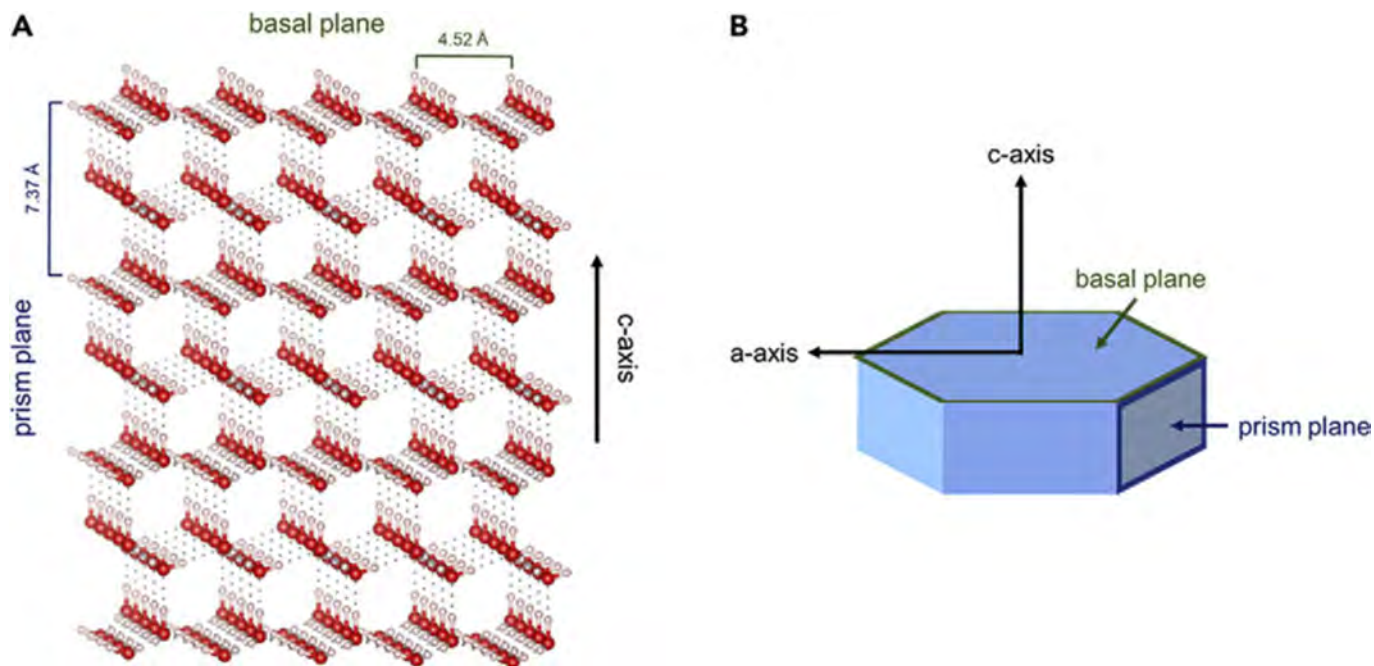 A
basal plane
4.52 Å
7.37 Å
prism plane
c-axis
B
c-axis
basal plane
a-axis
prism plane